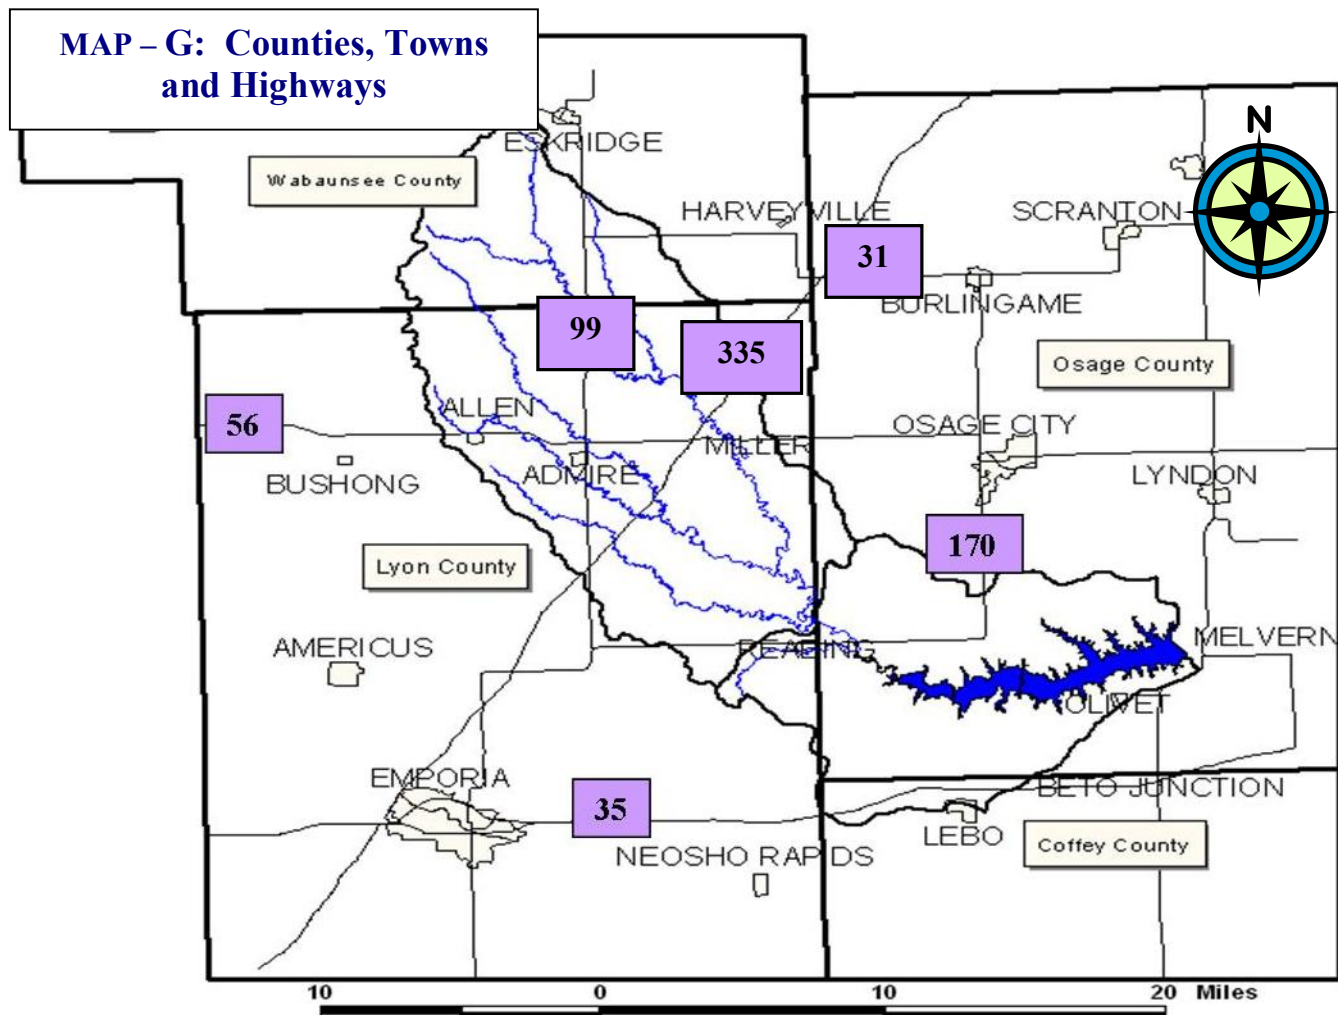 MAP – G: Counties, Towns
and Highways
N
ESKRIDGE
Wabaunsee County
HARVEYVILLE
SCRANTON
31
BURLINGAME
99
335
Osage County
56
ALLEN
OSAGE CITY
MILLER
BUSHONG
ADMIRE
LYNDON
170
Lyon County
AMERICUS
READING
MELVERN
OLIVET
EMPORIA
35
BETO JUNCTION
LEBO
Coffey County
NEOSHO RAPIDS
10
0
10
20 Miles